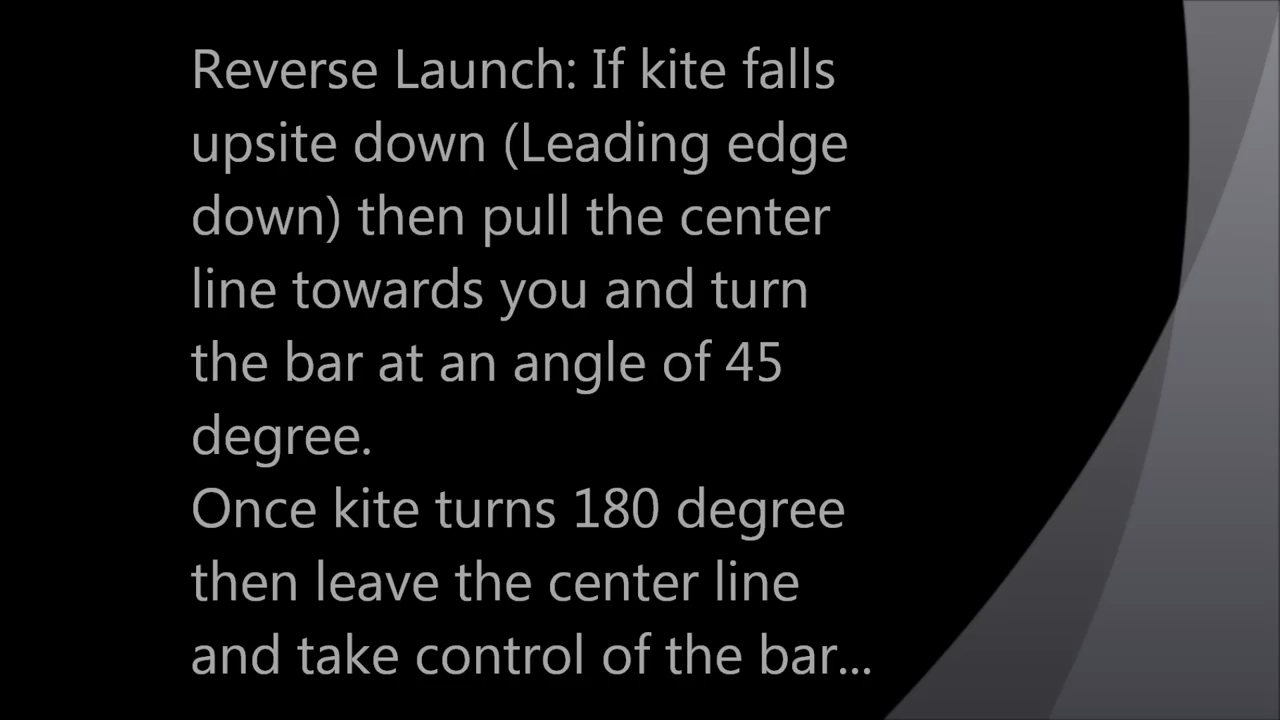 Reverse Launch: If kite falls
upsite down (Leading edge
down) then pull the center
line towards you and turn
the bar at an angle of 45
degree.
Once kite turns 180 degree
then leave the center line
and take control of the bar...